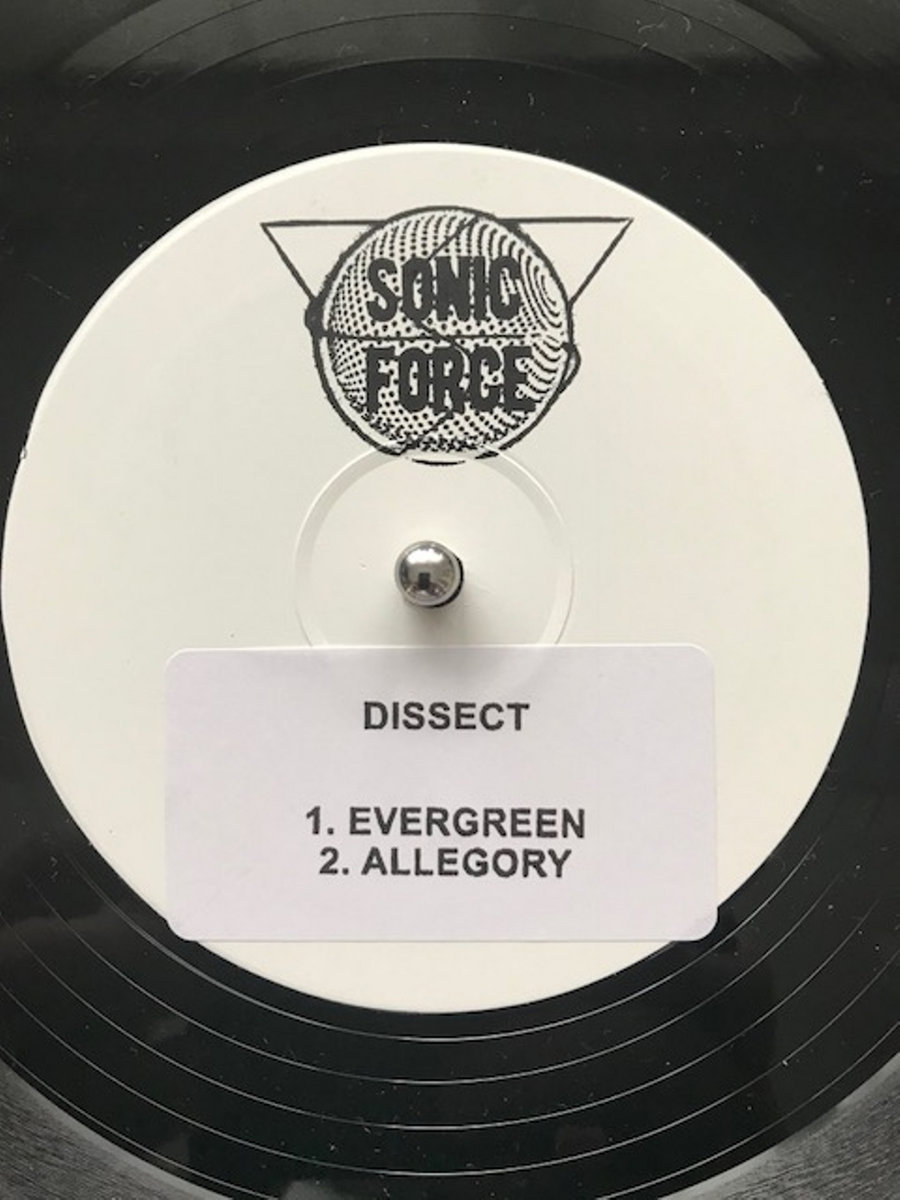 SONIC
FORCE
DISSECT
1. EVERGREEN
2. ALLEGORY